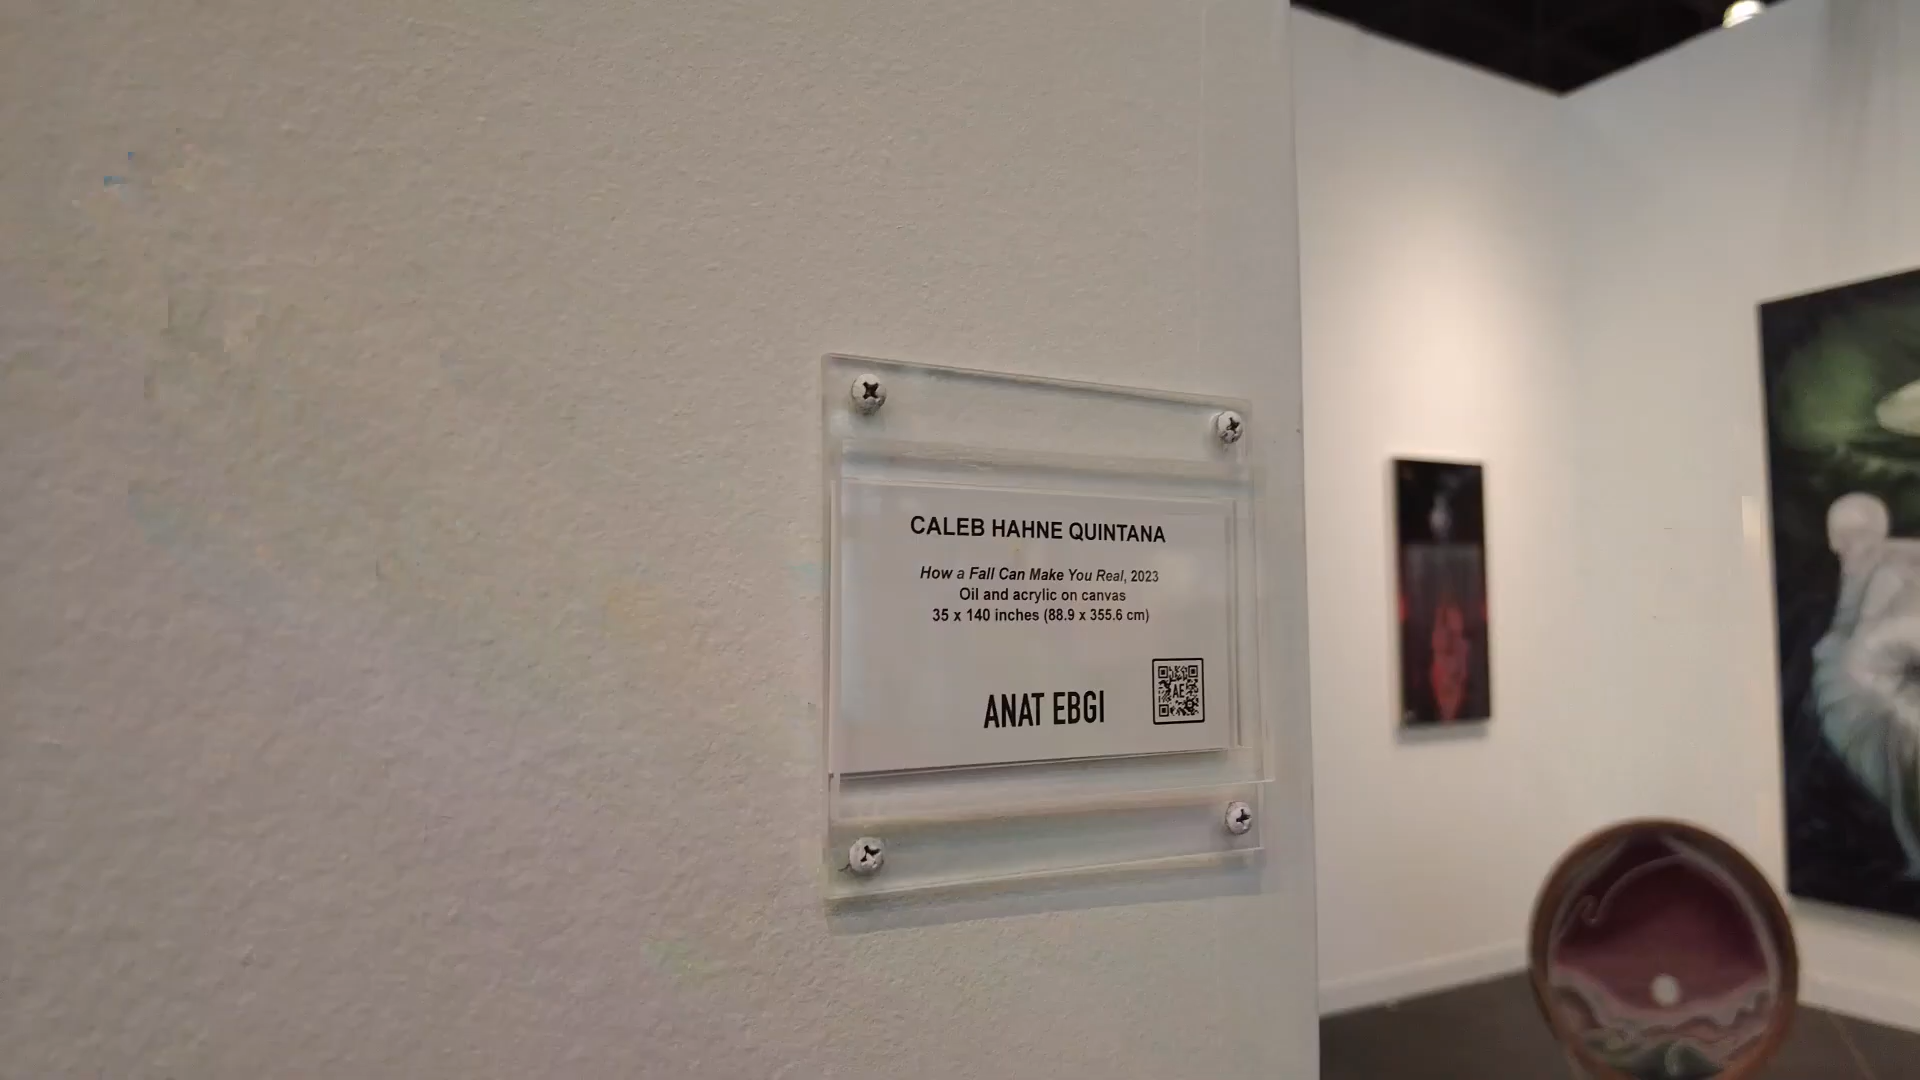 CALEB HAHNE QUINTANA
How a Fall Can Make You Real, 2023
Oil and acrylic on canvas
35 x 140 inches (88.9 x 355.6 cm)
ANAT EBGI
AE